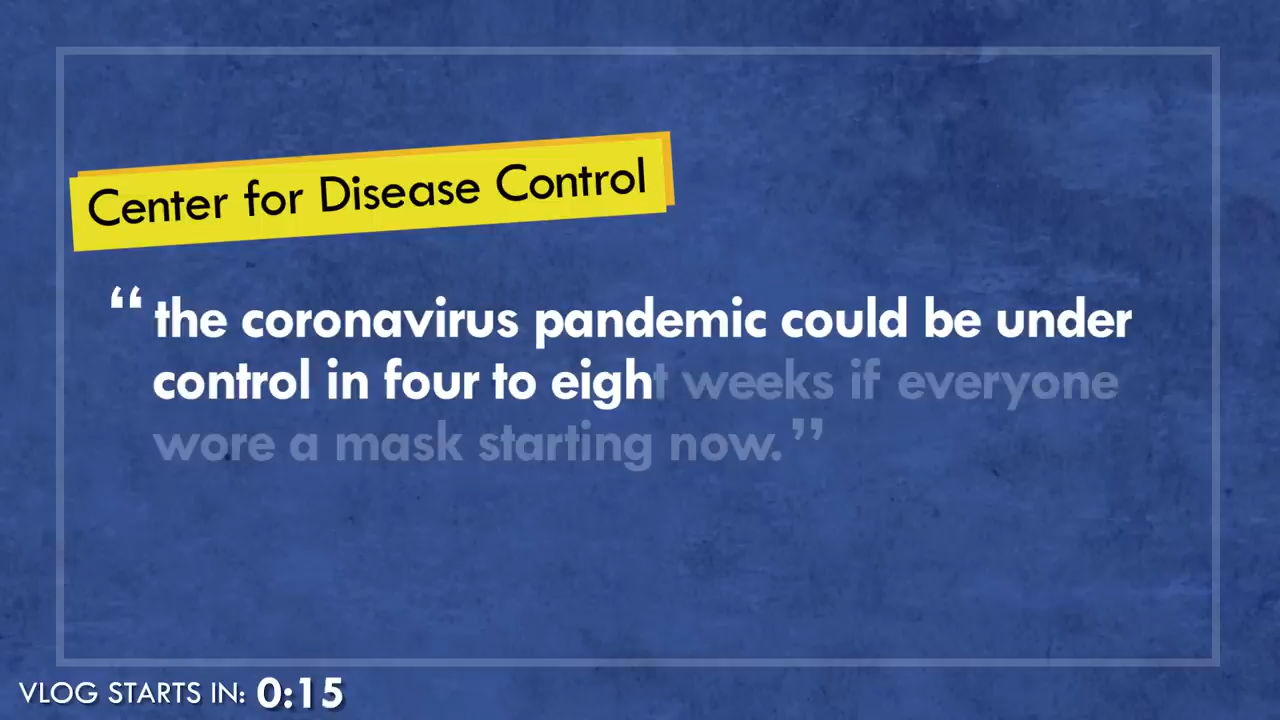 Center for Disease Control
“the coronavirus pandemic could be under
control in four to eight weeks if everyone
wore a mask starting now.”
VLOG STARTS IN: 0:15